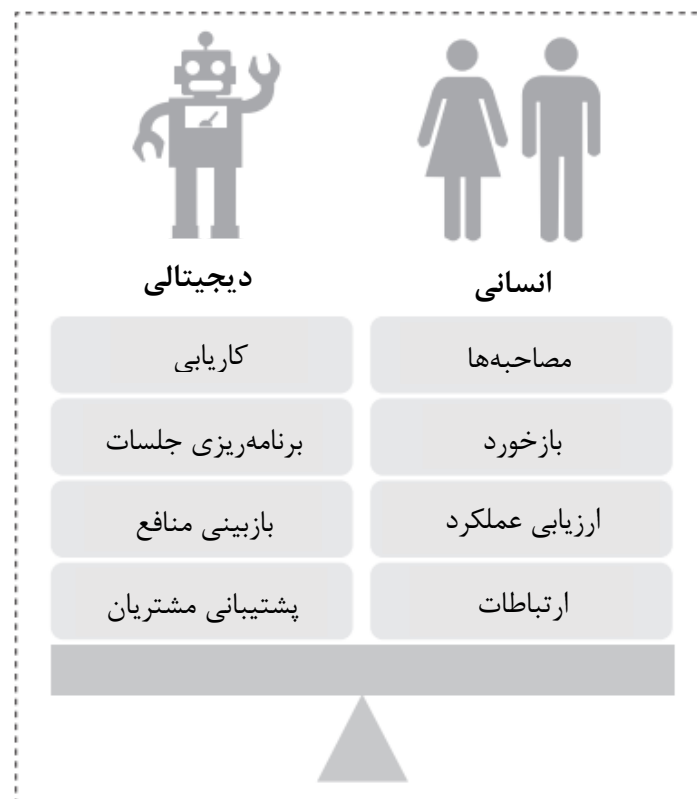 انسانی
دیجیتالی
مصاحبه‌ها
کاریابی
بازخورد
برنامه‌ریزی جلسات
ارزیابی عملکرد
بازبینی منافع
ارتباطات
پشتیبانی مشتریان